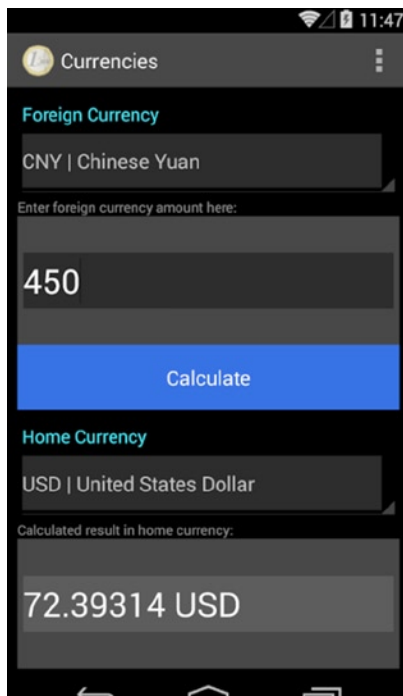 11:47
Currencies
Foreign Currency
CNY | Chinese Yuan
Enter foreign currency amount here:
450
Calculate
Home Currency
USD | United States Dollar
Calculated result in home currency:
72.39314 USD